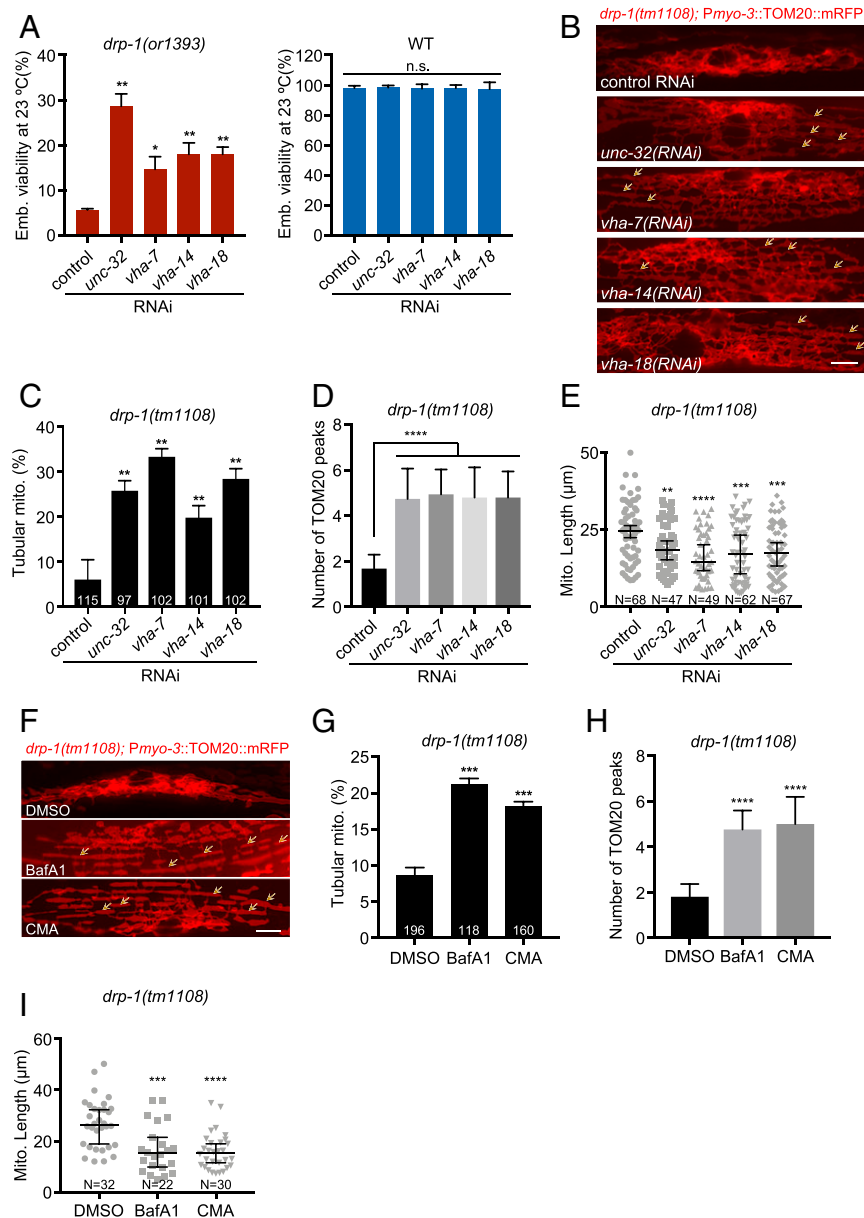 A
drp-1(or1393)
Emb. viability at 23 ºC(%)
40
30
20
10
0
**
*
**
**
control
unc-32
vha-7
vha-14
vha-18
RNAi
WT
Emb. viability at 23 ºC(%)
120
100
80
60
40
20
0
n.s.
control
unc-32
vha-7
vha-14
vha-18
RNAi
B
drp-1(tm1108); Pmyo-3::TOM20::mRFP
control RNAi
unc-32(RNAi)
vha-7(RNAi)
vha-14(RNAi)
vha-18(RNAi)
C
drp-1(tm1108)
Tubular mito. (%)
40
30
20
10
0
**
**
**
**
115
97
102
101
102
control
unc-32
vha-7
vha-14
vha-18
RNAi
D
drp-1(tm1108)
Number of TOM20 peaks
8
6
4
2
0
****
control
unc-32
vha-7
vha-14
vha-18
RNAi
E
drp-1(tm1108)
Mito. Length (µm)
50
25
0
**
****
***
***
N=68
N=47
N=49
N=62
N=67
control
unc-32
vha-7
vha-14
vha-18
RNAi
F
drp-1(tm1108); Pmyo-3::TOM20::mRFP
DMSO
BafA1
CMA
G
drp-1(tm1108)
Tubular mito. (%)
25
20
15
10
5
0
***
***
196
118
160
DMSO
BafA1
CMA
H
drp-1(tm1108)
Number of TOM20 peaks
8
6
4
2
0
****
****
DMSO
BafA1
CMA
I
drp-1(tm1108)
Mito. Length (µm)
60
40
20
0
***
****
N=32
N=22
N=30
DMSO
BafA1
CMA